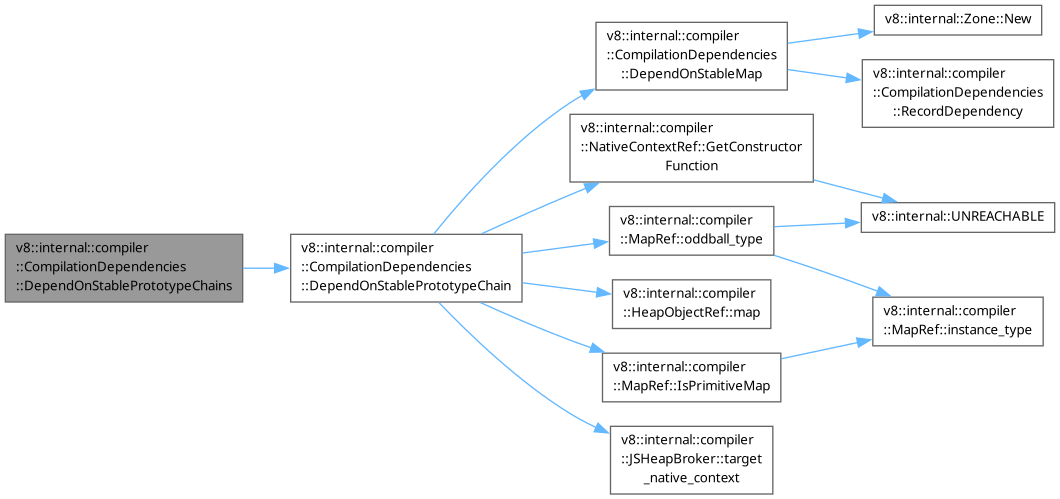 v8::internal::compiler
::CompilationDependencies
::DependOnStablePrototypeChains
v8::internal::compiler
::CompilationDependencies
::DependOnStablePrototypeChain
v8::internal::compiler
::CompilationDependencies
::DependOnStableMap
v8::internal::Zone::New
v8::internal::compiler
::CompilationDependencies
::RecordDependency
v8::internal::compiler
::NativeContextRef::GetConstructor
Function
v8::internal::UNREACHABLE
v8::internal::compiler
::MapRef::oddball_type
v8::internal::compiler
::HeapObjectRef::map
v8::internal::compiler
::MapRef::instance_type
v8::internal::compiler
::MapRef::IsPrimitiveMap
v8::internal::compiler
::JSHeapBroker::target
_native_context